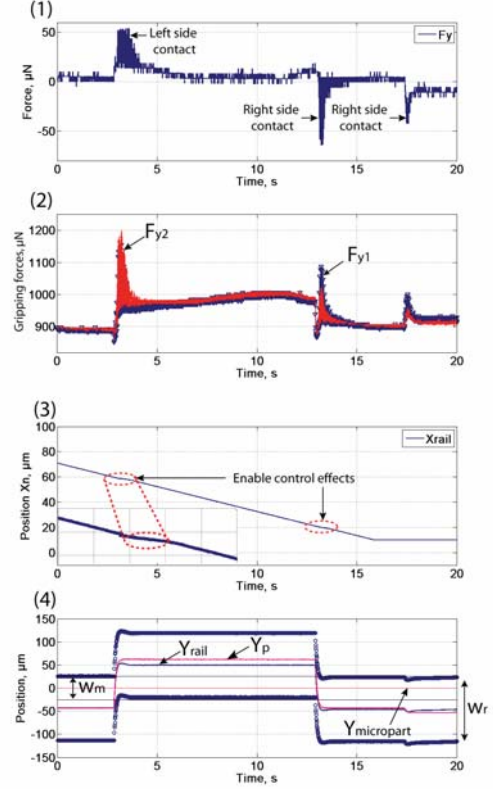 (1)
50
0
-50
Force, µN
Left side
contact
Fy
Right side
contact
Right side
contact
0
5
10
15
20
Time, s
(2)
1200
1100
1000
900
Gripping forces, µN
Fy2
Fy1
0
5
10
15
20
Time, s
(3)
100
80
60
40
20
0
Position Xn, µm
Xrail
Enable control effects
0
5
10
15
20
Time, s
(4)
150
100
50
0
-50
-100
-150
Position, µm
Wm
Yrail
Yp
Ymicropart
Wr
0
5
10
15
20
Time, s